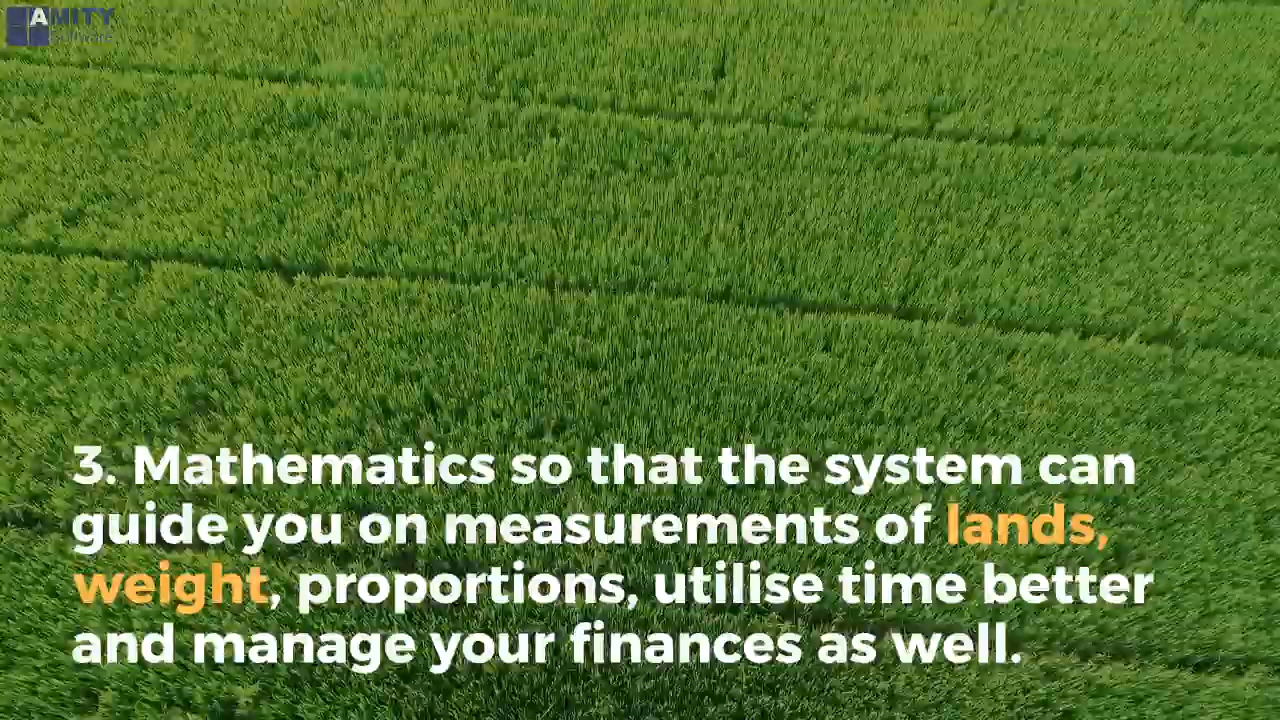 AMITY
Software
3. Mathematics so that the system can
guide you on measurements of lands,
weight, proportions, utilise time better
and manage your finances as well.